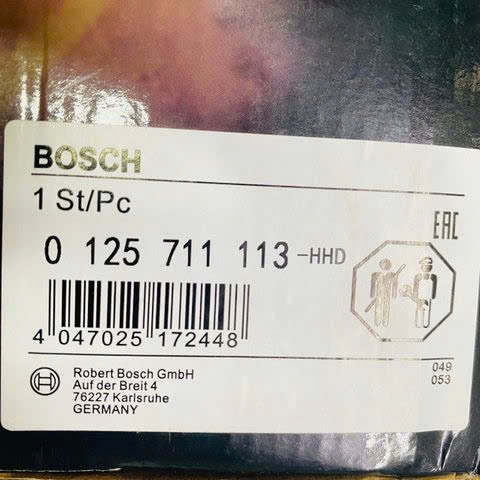 BOSCH
1 St/Pc
EAC
0 125 711 113 -HHD
4 047025 172448
Robert Bosch GmbH
Auf der Breit 4
76227 Karlsruhe
GERMANY
049
053